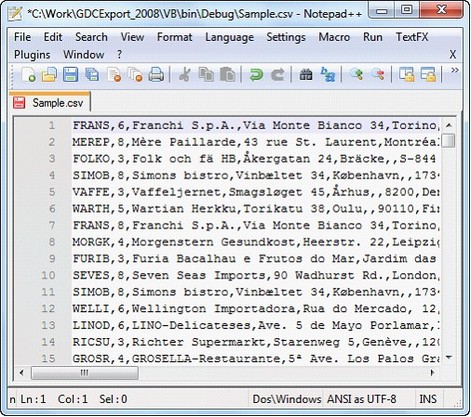 *C:\Work\GDCExport_2008\VB\bin\Debug\Sample.csv - Notepad++
File Edit Search View Format Language Settings Macro Run TextFX
Plugins Window ? X
Sample.csv
1 FRANS,6,Franchi S.p.A.,Via Monte Bianco 34,Torino,
2 MEREP,8,Mère Paillarde,43 rue St. Laurent,Montréa
3 FOLKO,3,Folk och fä HB,Åkergatan 24,Bräcke,,S-844
4 SIMOB,8,Simons bistro,Vinbæltet 34,København,,173
5 VAFFE,3,Vaffeljernet,Smagsløget 45,Århus,,8200,De
6 WARTH,5,Wartian Herkku,Torikatu 38,Oulu,,90110,Fi
7 FRANS,8,Franchi S.p.A.,Via Monte Bianco 34,Torino,
8 MORGK,4,Morgenstern Gesundkost,Heerstr. 22,Leipzi
9 FURIB,3,Furia Bacalhau e Frutos do Mar,Jardim das
10 SEVES,8,Seven Seas Imports,90 Wadhurst Rd.,London,
11 SIMOB,8,Simons bistro,Vinbæltet 34,København,,173
12 WELLI,6,Wellington Importadora,Rua do Mercado, 12,
13 LINOD,6,LINO-Delicateses,Ave. 5 de Mayo Porlamar,
14 RICSU,3,Richter Supermarkt,Starenweg 5,Genève,,120
15 GROSR,4,GROSELLA-Restaurante,5ª Ave. Los Palos Gr
n Ln : 1 Col : 1 Sel : 0 Dos\Windows ANSI as UTF-8 INS